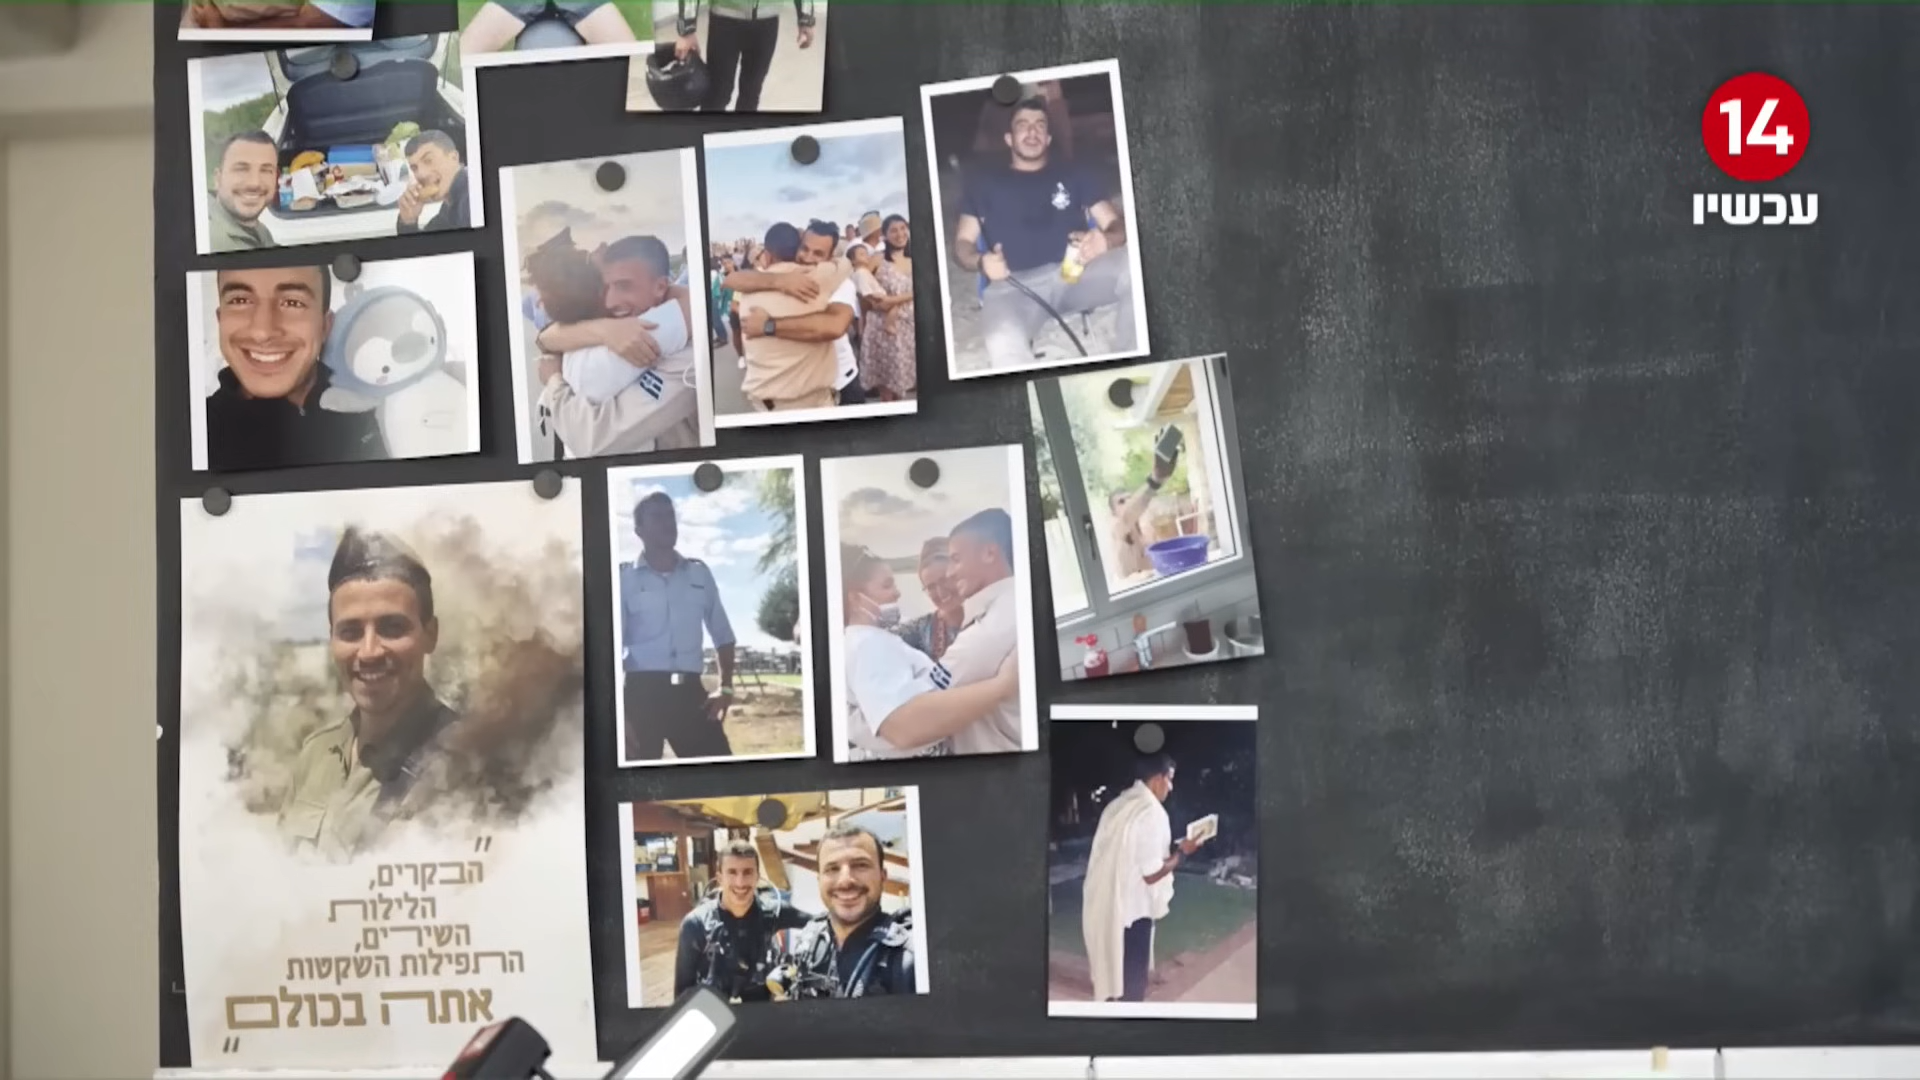 14
עכשיו
"
הבקרים,
הלילות
השירים,
התפילות השקטות
אתה בכולם
"